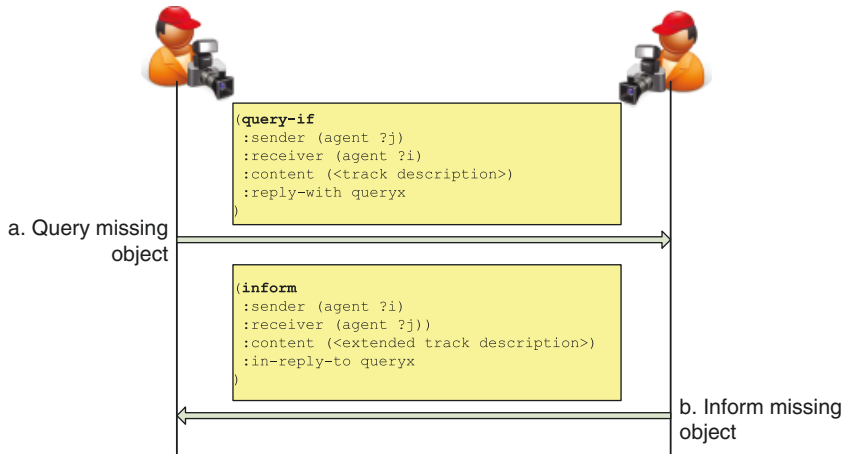 (query-if
:sender (agent ?j)
:receiver (agent ?i)
:content (<track description>)
:reply-with queryx
)
a. Query missing
object
(inform
:sender (agent ?i)
:receiver (agent ?j))
:content (<extended track description>)
:in-reply-to queryx
)
b. Inform missing
object